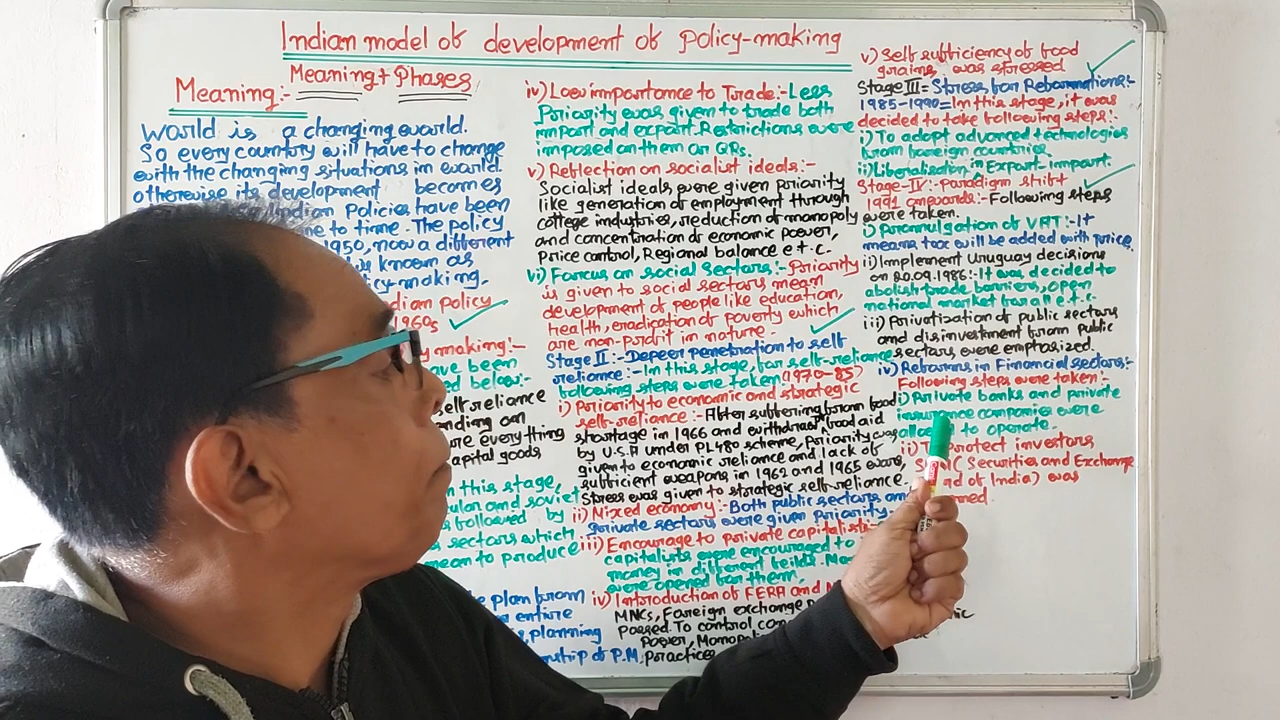 Indian model of development of policy-making
Meaning + Phases
Meaning:-
World is a changing world.
So every country will have to change
with the changing situations in world.
otherwise its development becomes
Indian Policies have been
time to time. The policy
1950, now a different
is known as
policy-making.
Indian policy
1960s
making:-
have been
below:-
self reliance
everything
capital goods
In this stage,
and soviet
followed by
sectors which
mean to produce
plan from
entire
planning
of P.M.
iv) Low importance to Trade:- Less
Priority was given to trade both
import and export. Restrictions were
imposed on them or QRs.
v) Reflection on socialist ideals:-
Socialist ideals were given priority
like generation of employment through
cottege industries, reduction of monopoly
and concentration of economic power,
Price control, Regional balance e t. c.
vi) Forcus on social Sectors:- Priority
is given to social sectors mean
development of people like education,
health, eradication of poverty which
are non-profit in nature.
Stage II:- Depeer penetration to self
reliance:- In this stage, for self-reliance
following steps were taken (1970-85)
i) Priority to economic and strategic
self-reliance:- After suffering from food
shortage in 1966 and withdraw food aid
by U.S.A under PL480 scheme, Priority was
given to economic reliance and lack of
sufficient weapons in 1962 and 1965 wars,
Stress was given to strategic self-reliance.
ii) Mixed economy:- Both public sectors and
private sectors were given priority.
iii) Encourage to private capitalists:-
capitalists were encouraged to
money in different
were opened for them.
iv) Introduction of FERA and
MNCs, Foreign exchange
Passed. To control
Power,
Practices
v) Self sufficiency of food
grains was stressed
Stage III = Stress for Reformations:-
1985-1990 = In this stage, it was
decided to take following steps:-
i) To adopt advanced technologies
from foreign countries.
ii) Liberalisation in Export-import.
Stage-IV:- Paradigm shift
1991 onwards:- Following steps
were taken.
i) Promulgation of VAT:- It
means tax will be added with price.
ii) Implement Uruguay decisions
on 20.09.1986:- It was decided to
abolish trade barriers, open
national market for all e.t.c.
iii) Privatization of public sectors
and disinvestment from public
sectors were emphasized.
iv) Reforms in Financial sectors:-
Following steps were taken:-
i) Private banks and private
insurance companies were
to operate.
ii) protect investors
(Securities and Exchange
of India) was